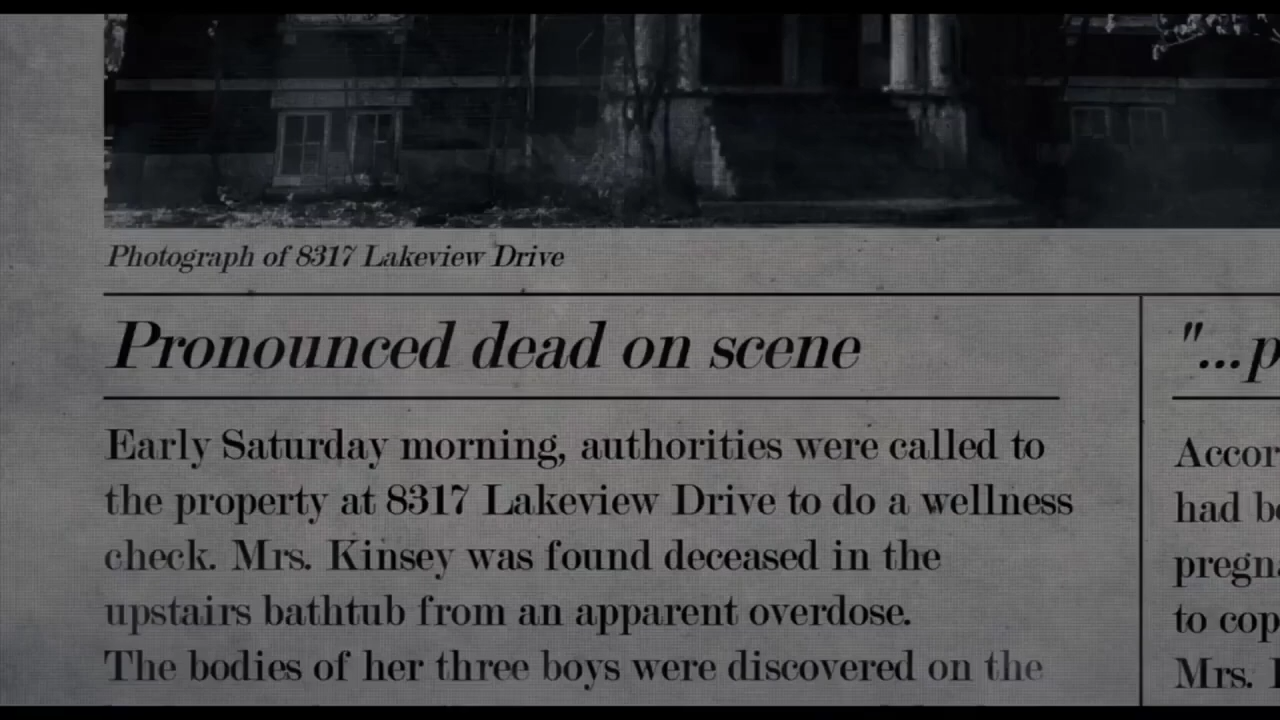 Photograph of 8317 Lakeview Drive
Pronounced dead on scene
Early Saturday morning, authorities were called to
the property at 8317 Lakeview Drive to do a wellness
check. Mrs. Kinsey was found deceased in the
upstairs bathtub from an apparent overdose.
The bodies of her three boys were discovered on the
"...p
Accor
had be
pregna
to cop
Mrs.